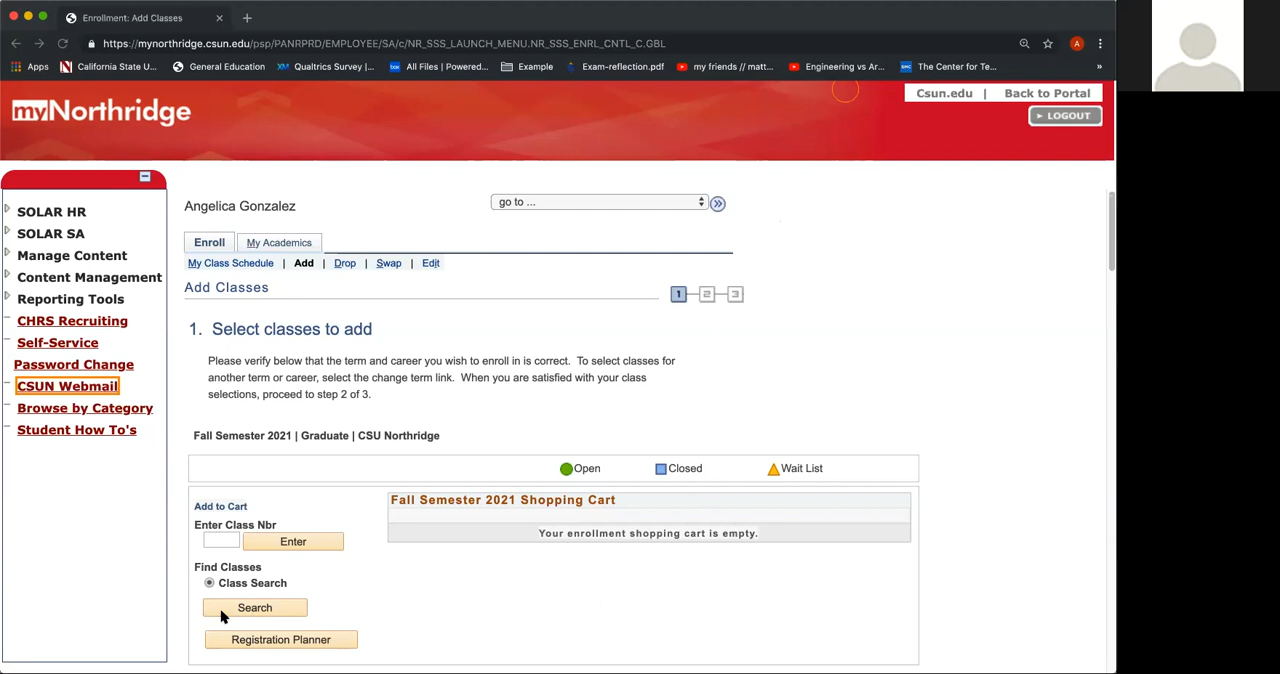 Enrollment: Add Classes
https://mynorthridge.csun.edu/psp/PANRPRD/EMPLOYEE/SA/c/NR_SSS_LAUNCH_MENU.NR_SSS_ENRL_CNTL_C.GBL
A
Apps California State U... General Education Qualtrics Survey |... All Files | Powered... Example Exam-reflection.pdf my friends // matt... Engineering vs Ar... The Center for Te... »
myNorthridge
Csun.edu | Back to Portal
LOGOUT
SOLAR HR
SOLAR SA
Manage Content
Content Management
Reporting Tools
CHRS Recruiting
Self-Service
Password Change
CSUN Webmail
Browse by Category
Student How To's
Angelica Gonzalez
go to ...
Enroll My Academics
My Class Schedule | Add | Drop | Swap | Edit
Add Classes
1 2 3
1. Select classes to add
Please verify below that the term and career you wish to enroll in is correct. To select classes for
another term or career, select the change term link. When you are satisfied with your class
selections, proceed to step 2 of 3.
Fall Semester 2021 | Graduate | CSU Northridge
Open Closed Wait List
Add to Cart
Enter Class Nbr
Enter
Find Classes
Class Search
Search
Registration Planner
Fall Semester 2021 Shopping Cart
Your enrollment shopping cart is empty.